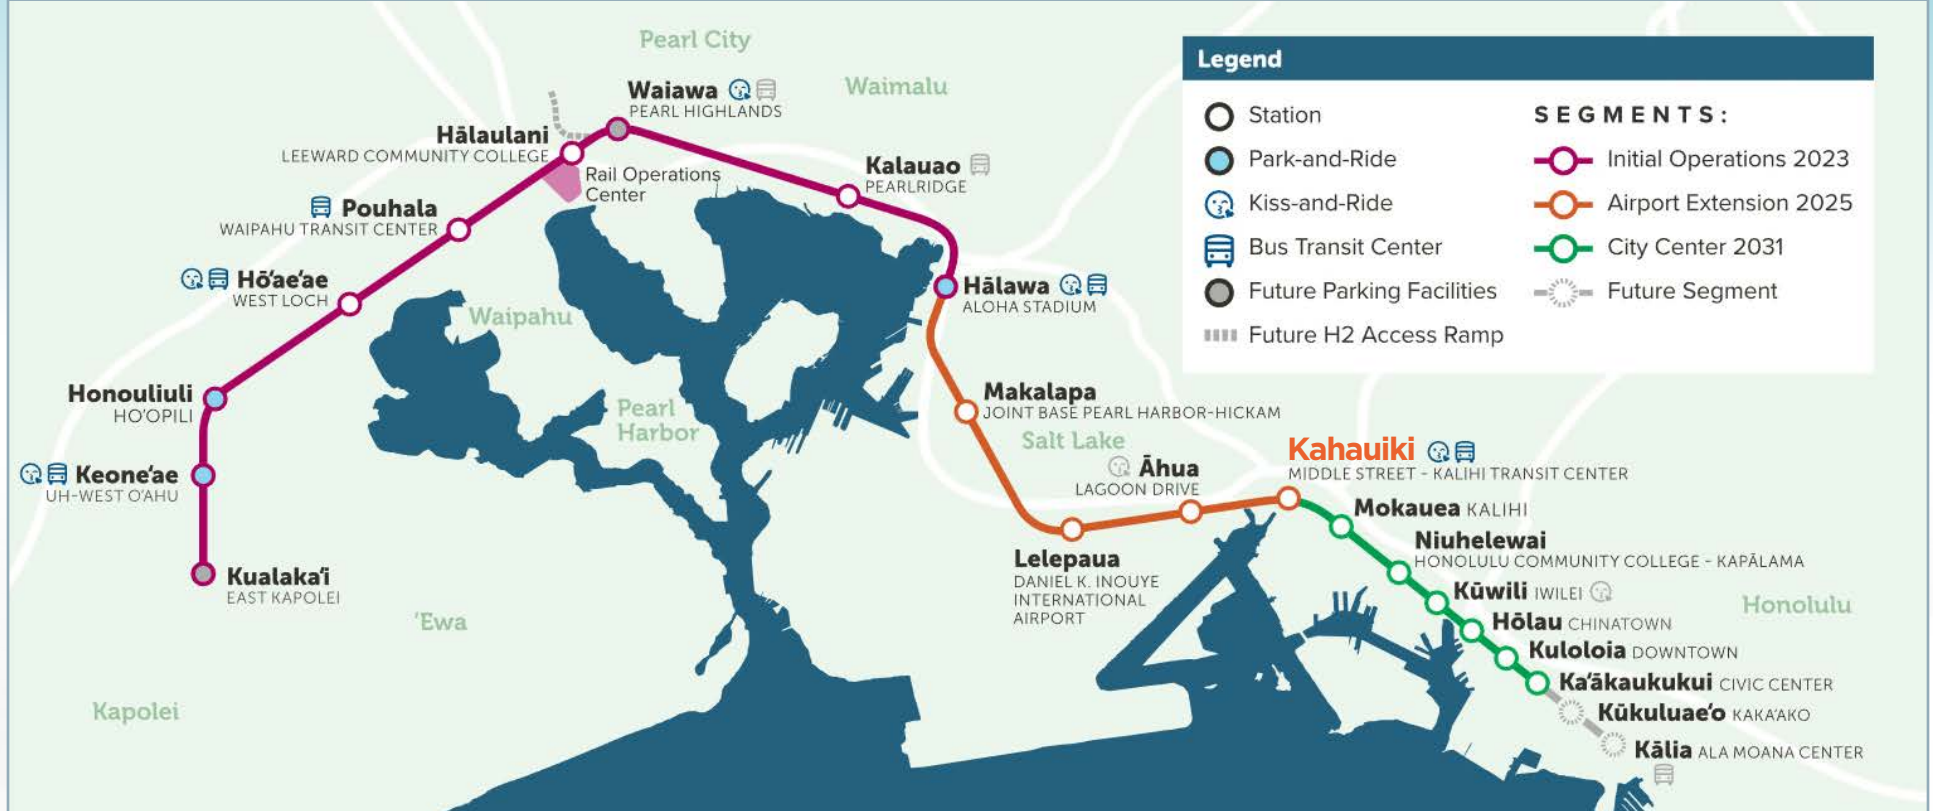 Pearl City
Waimalu
Waiawa
PEARL HIGHLANDS
Hālaulani
LEEWARD COMMUNITY COLLEGE
Rail Operations
Center
Kalauao
PEARLRIDGE
Pouhala
WAIPAHU TRANSIT CENTER
Hō‘ae‘ae
WEST LOCH
Waipahu
Hālawa
ALOHA STADIUM
Honouliuli
HO‘OPILI
Pearl
Harbor
Makalapa
JOINT BASE PEARL HARBOR-HICKAM
Salt Lake
Keone‘ae
UH-WEST O‘AHU
Āhua
LAGOON DRIVE
Kahauiki
MIDDLE STREET - KALIHI TRANSIT CENTER
Kualaka‘i
EAST KAPOLEI
‘Ewa
Kapolei
Lelepaua
DANIEL K. INOUYE
INTERNATIONAL
AIRPORT
Mokauea KALIHI
Niuhelewai
HONOLULU COMMUNITY COLLEGE - KAPĀLAMA
Kūwili IWILEI
Honolulu
Hōlau CHINATOWN
Kuloloia DOWNTOWN
Ka‘ākaukukui CIVIC CENTER
Kūkuluae‘o KAKA‘AKO
Kālia ALA MOANA CENTER
Legend
Station
Park-and-Ride
Kiss-and-Ride
Bus Transit Center
Future Parking Facilities
Future H2 Access Ramp
SEGMENTS:
Initial Operations 2023
Airport Extension 2025
City Center 2031
Future Segment